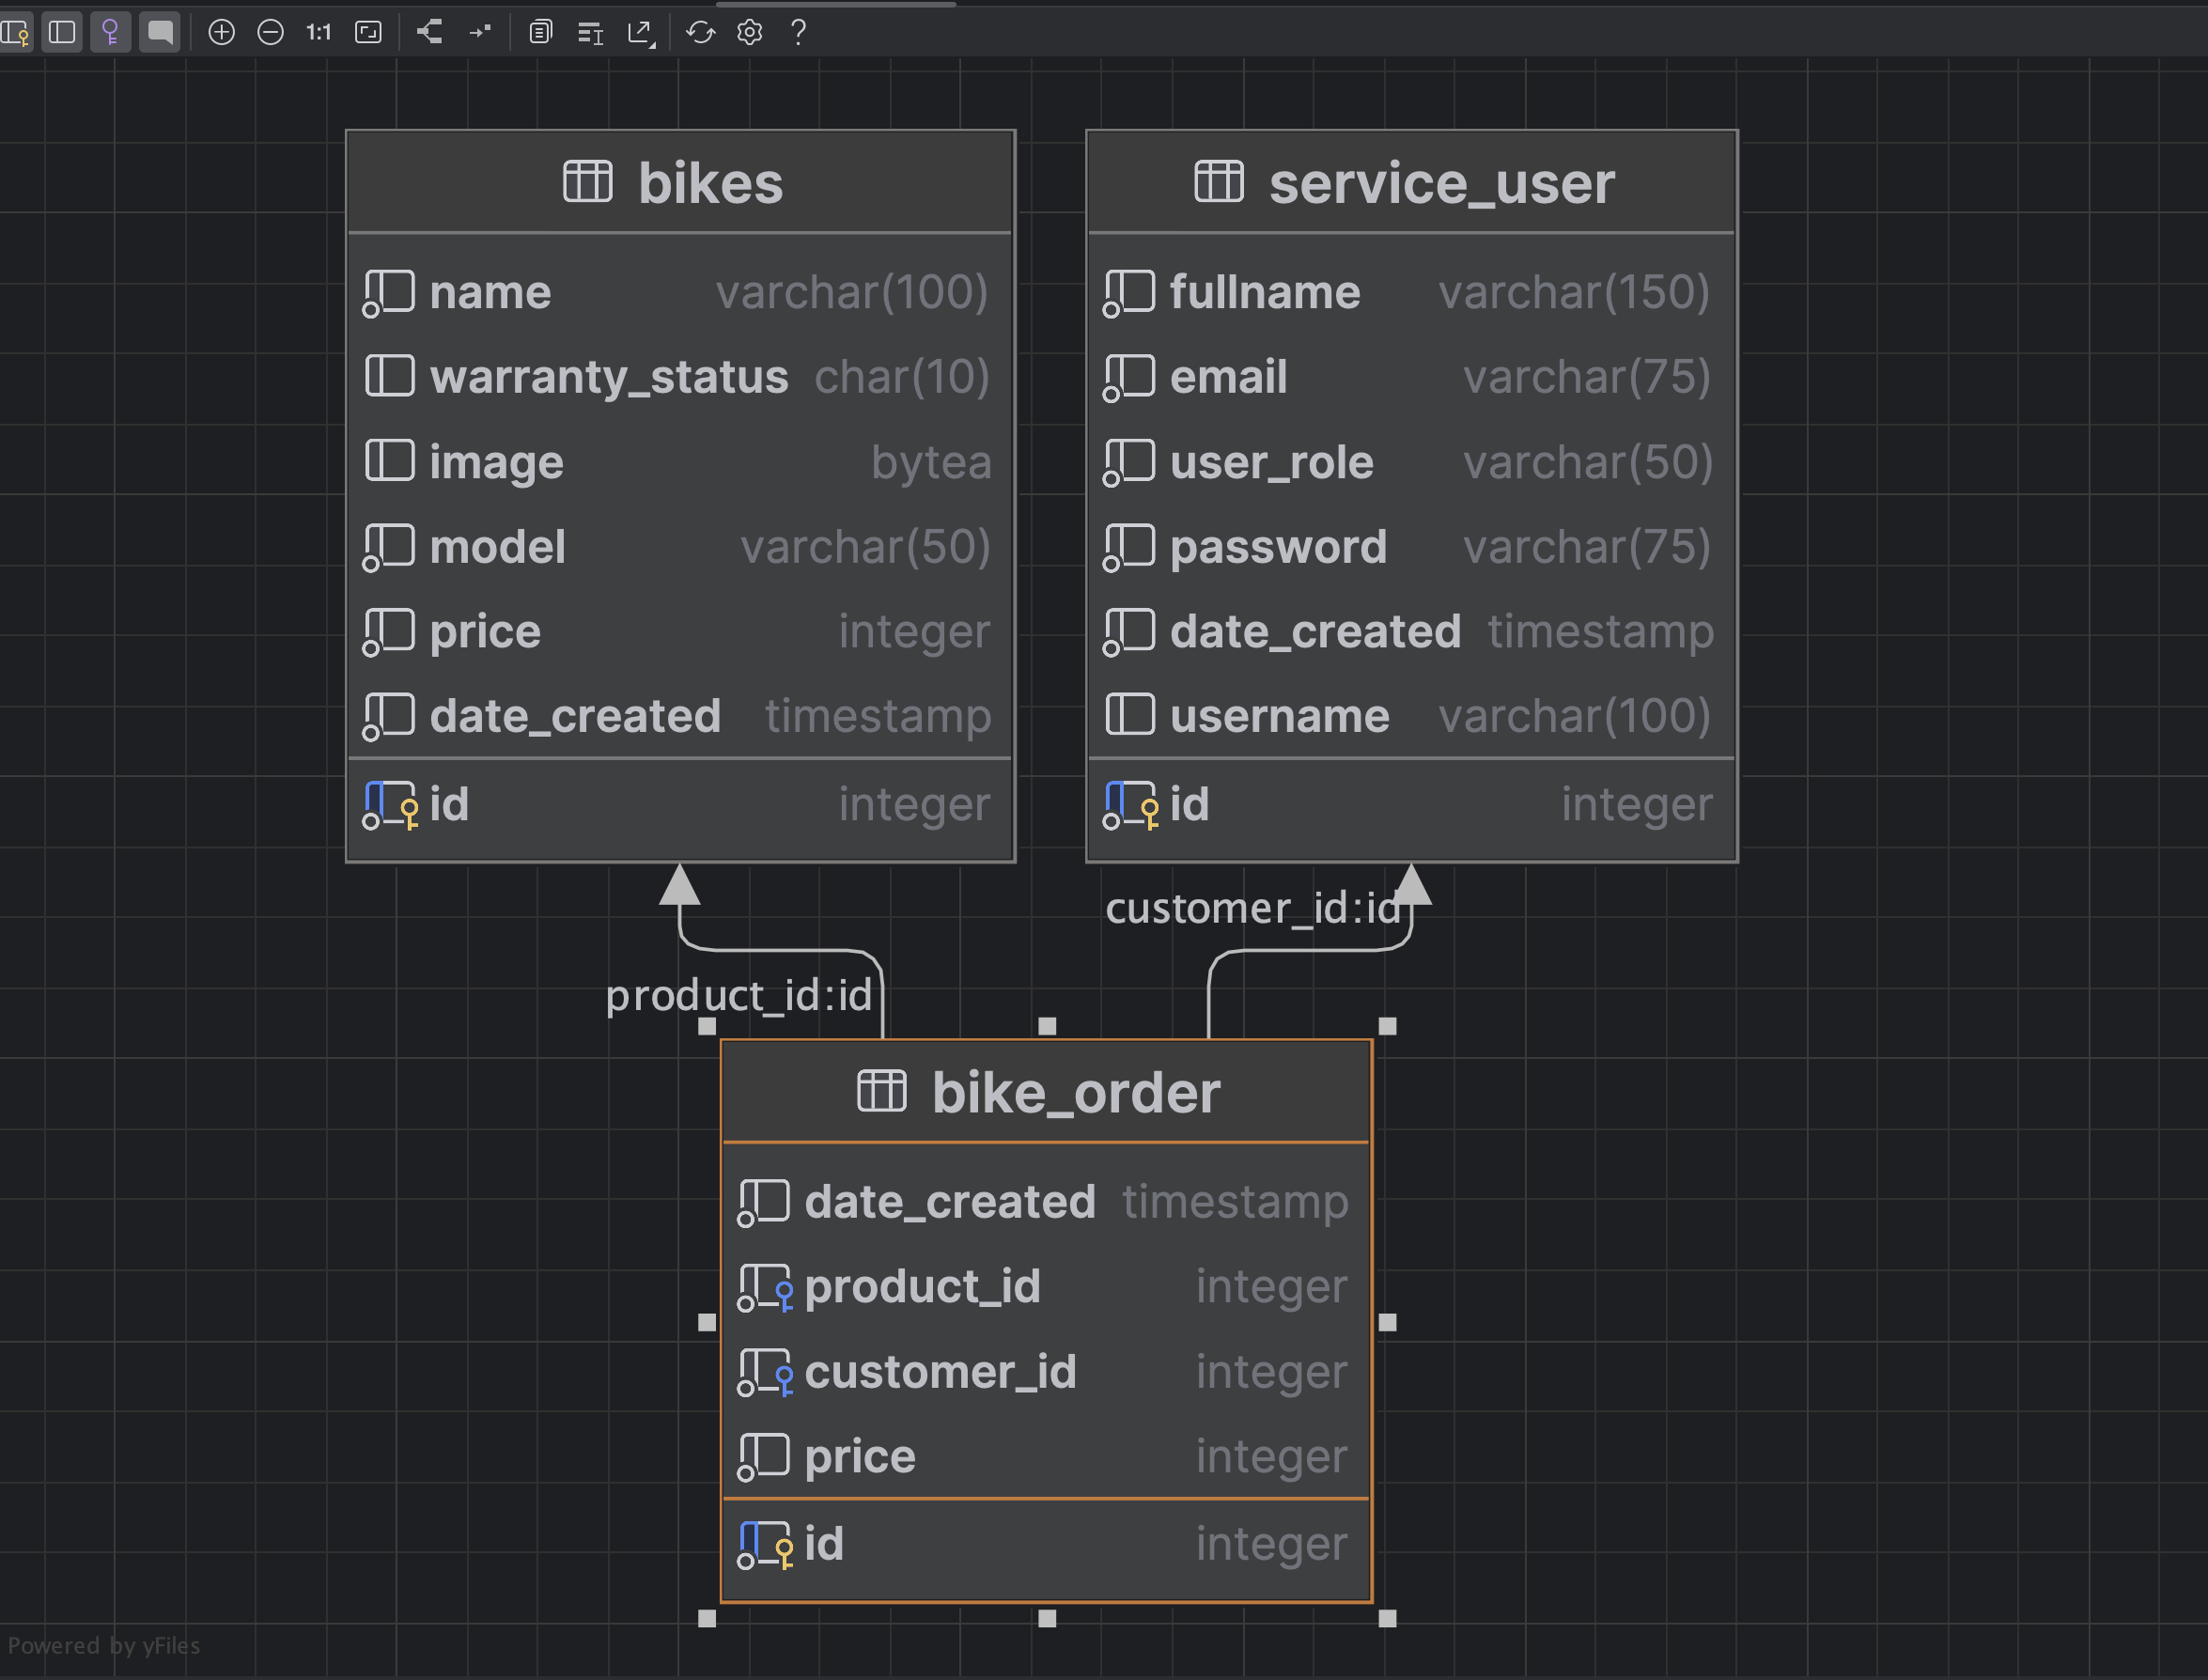 1:1
?
bikes
name varchar(100)
warranty_status char(10)
image bytea
model varchar(50)
price integer
date_created timestamp
id integer
service_user
fullname varchar(150)
email varchar(75)
user_role varchar(50)
password varchar(75)
date_created timestamp
username varchar(100)
id integer
customer_id:id
product_id:id
bike_order
date_created timestamp
product_id integer
customer_id integer
price integer
id integer
Powered by yFiles